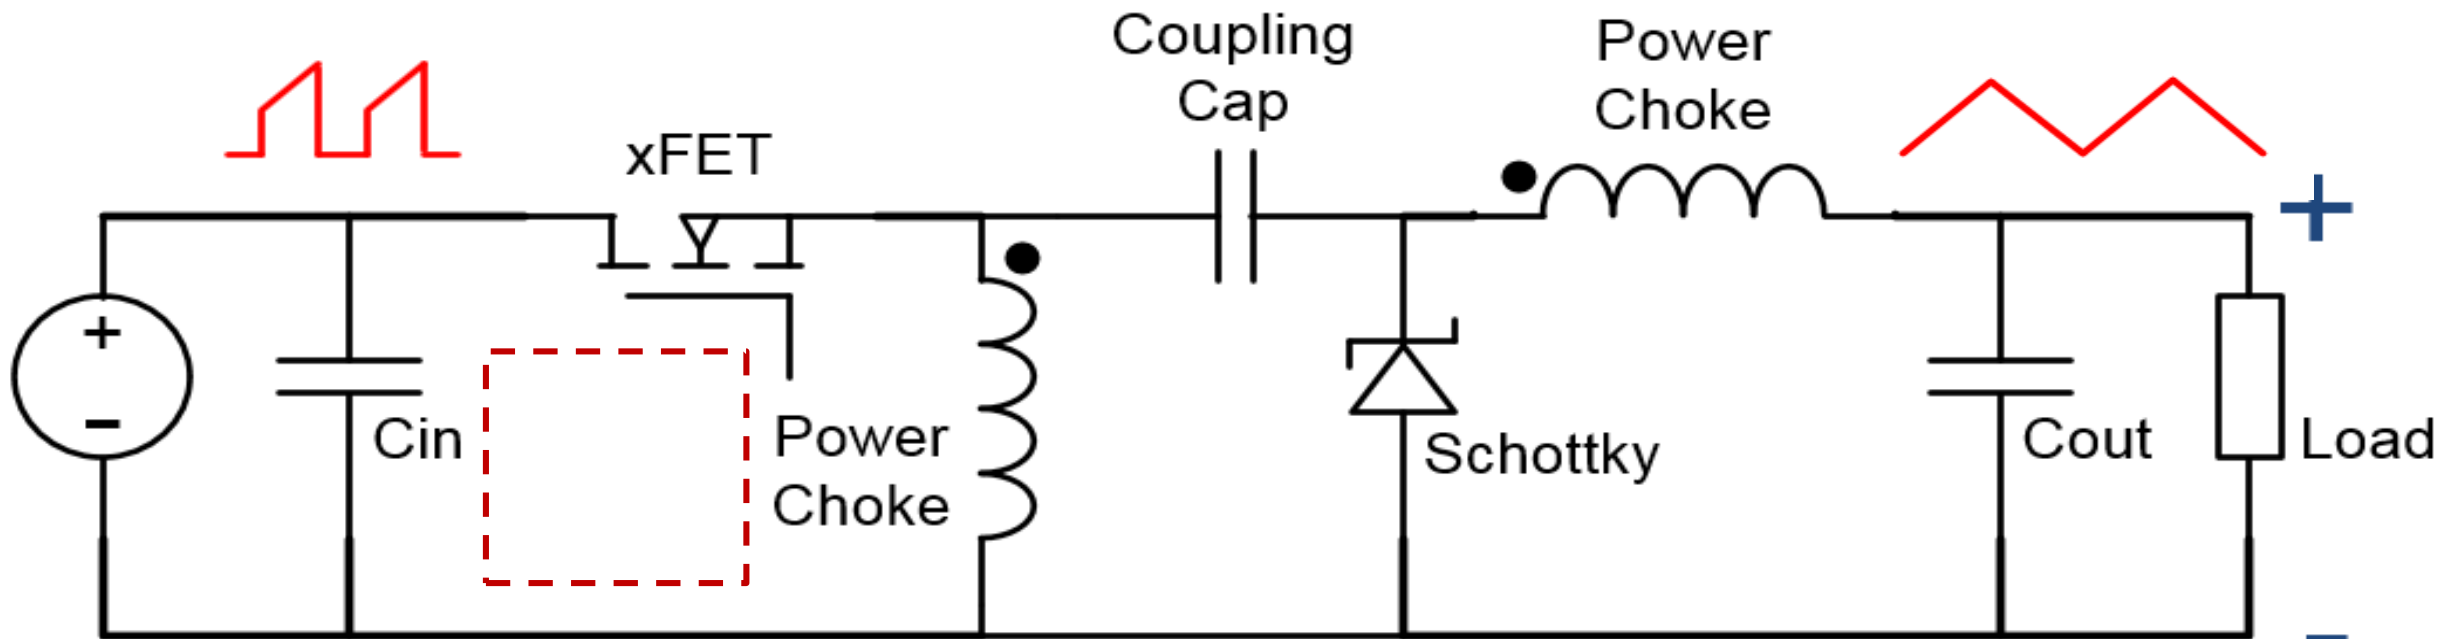 Coupling
Cap
Power
Choke
xFET
+
+
−
Cin
Power
Choke
Schottky
Cout
Load
−